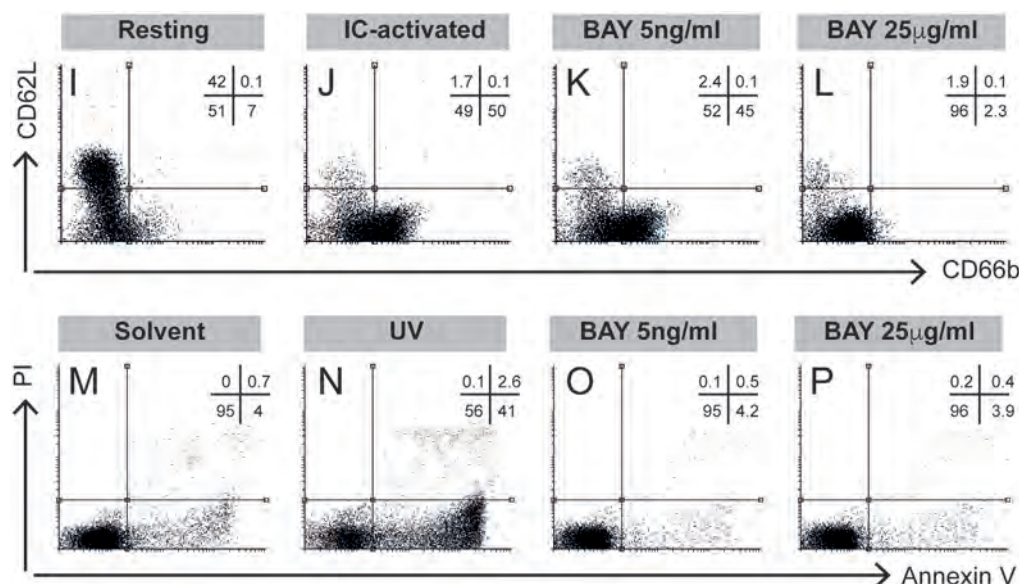 Resting IC-activated BAY 5ng/ml BAY 25μg/ml
I J K L
42 0.1 1.7 0.1 2.4 0.1 1.9 0.1
51 7 49 50 52 45 96 2.3
CD62L
CD66b
Solvent UV BAY 5ng/ml BAY 25μg/ml
M N O P
0 0.7 0.1 2.6 0.1 0.5 0.2 0.4
95 4 56 41 95 4.2 96 3.9
PI
Annexin V